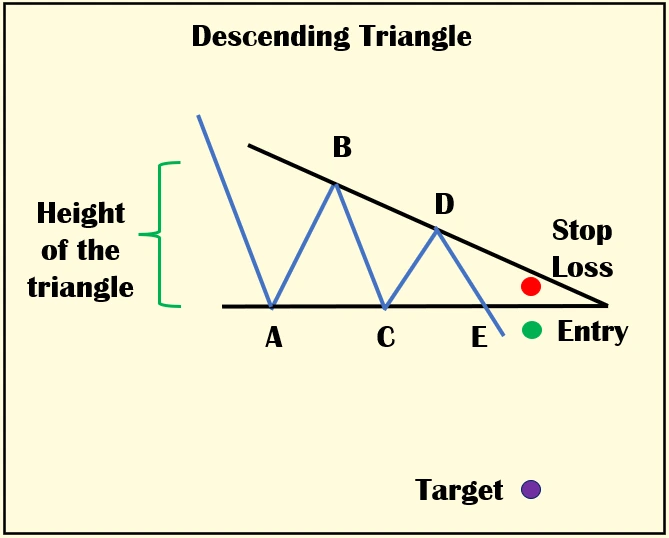 Descending Triangle
B
D
Height
of the
triangle
Stop
Loss
A
C
E
Entry
Target